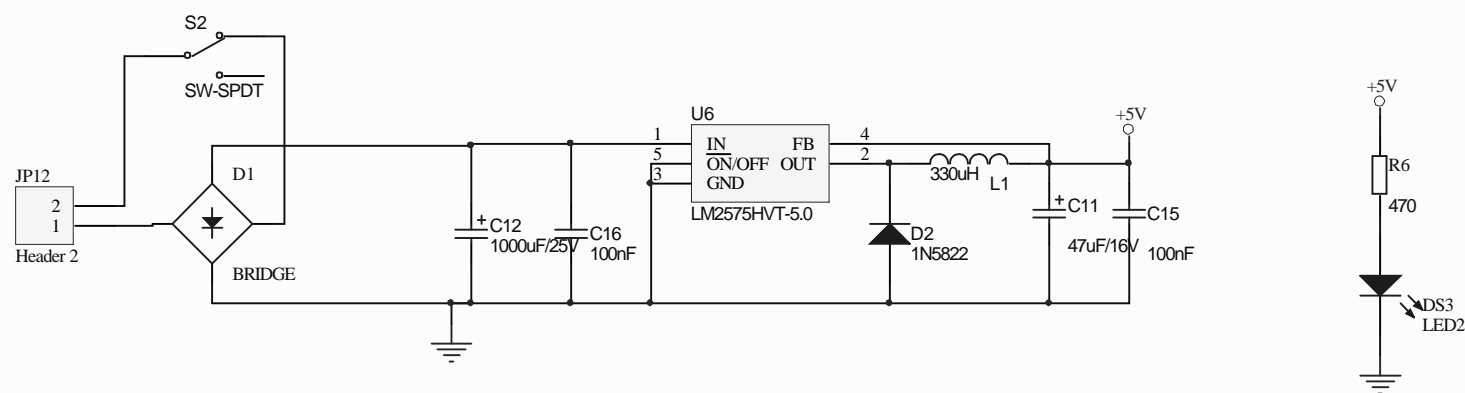 S2
SW-SPDT
JP12
2
1
Header 2
D1
BRIDGE
+
C12
1000uF/25V
C16
100nF
U6
1
5
3
IN
ON/OFF
GND
FB
OUT
4
2
LM2575HVT-5.0
330uH
L1
D2
1N5822
+
C11
47uF/16V
+5V
C15
100nF
+5V
R6
470
DS3
LED2